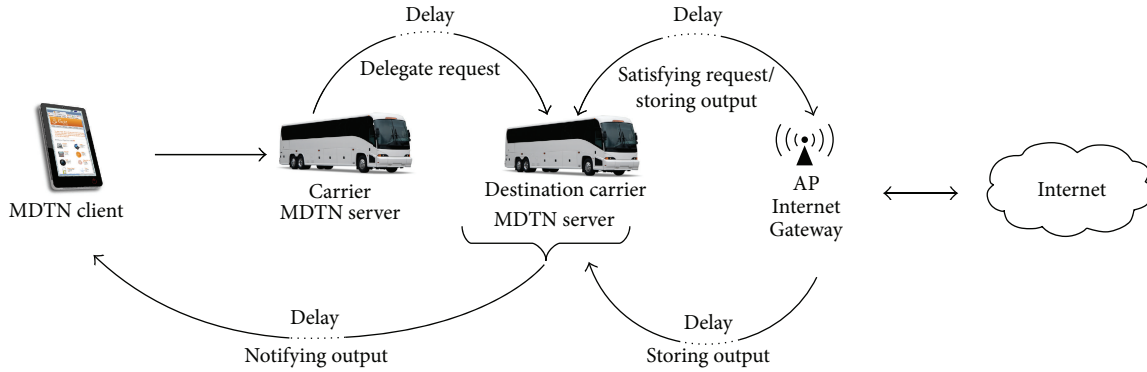 Delay
Delay
Delegate request
Satisfying request/
storing output
MDTN client
Carrier
MDTN server
Destination carrier
MDTN server
AP
Internet
Gateway
Internet
Delay
Notifying output
Delay
Storing output